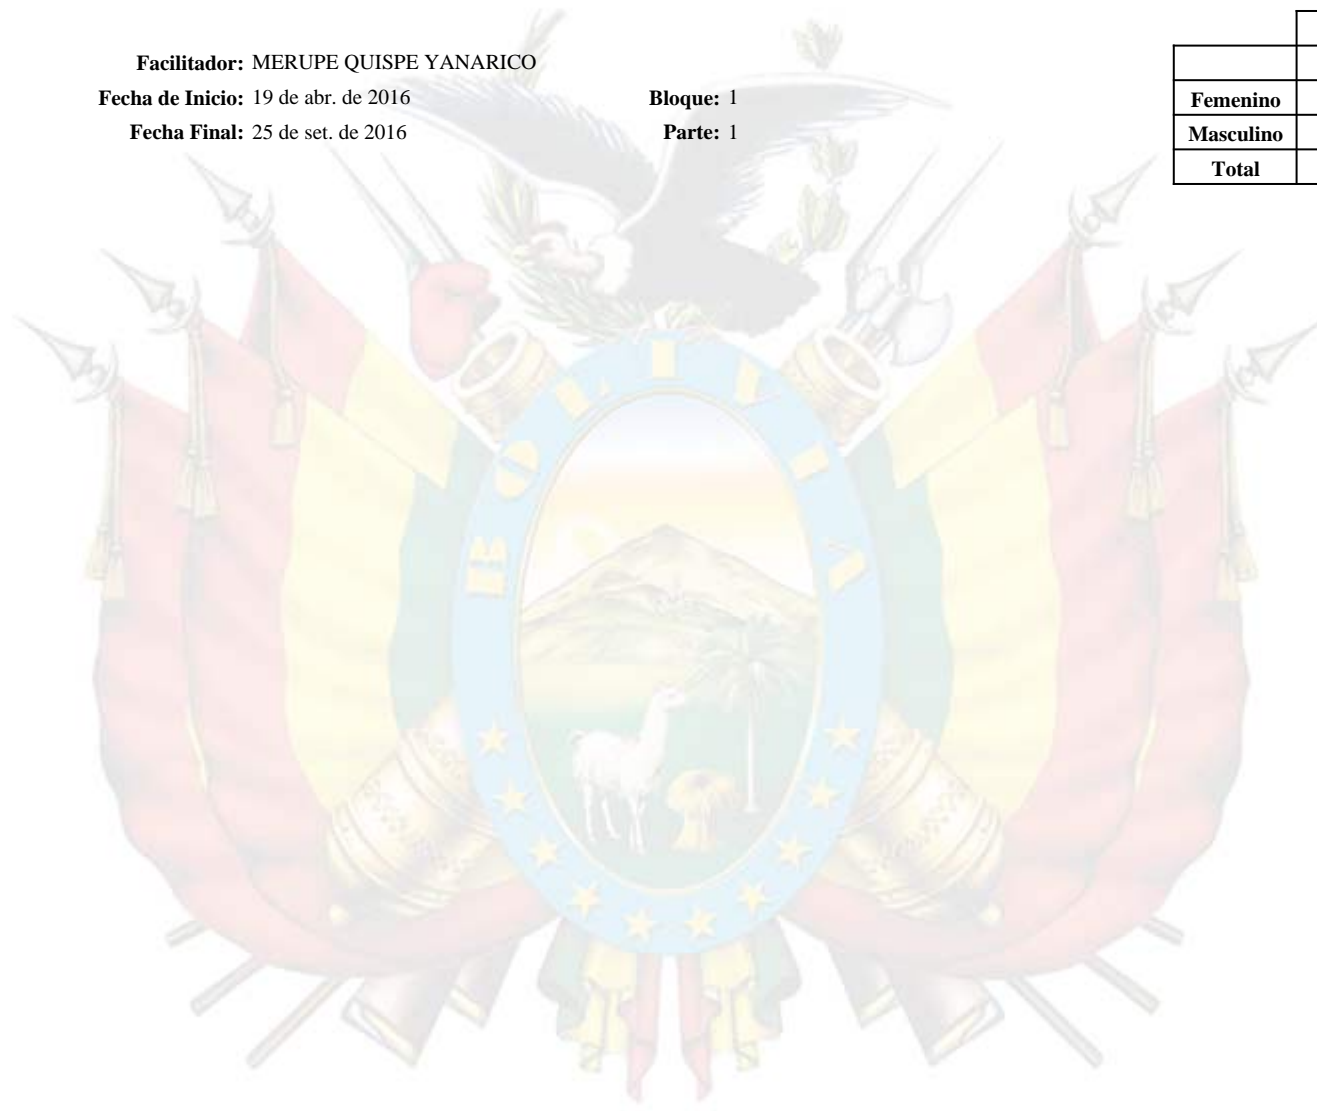 Facilitador: MERUPE QUISPE YANARICO
Fecha de Inicio: 19 de abr. de 2016 Bloque: 1
Fecha Final: 25 de set. de 2016 Parte: 1
Femenino
Masculino
Total
BOLIVIA